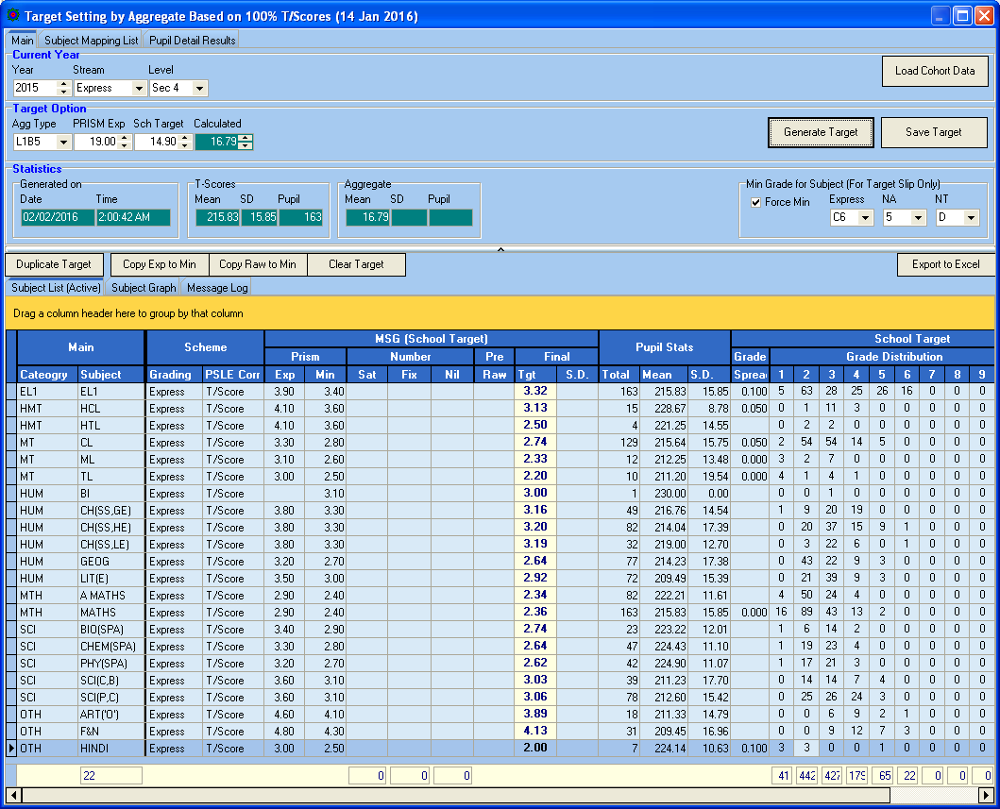 Target Setting by Aggregate Based on 100% T/Scores (14 Jan 2016)
Main Subject Mapping List Pupil Detail Results
Current Year
Year Stream Level
2015 Express Sec 4
Load Cohort Data
Target Option
Agg Type PRISM Exp Sch Target Calculated
L1B5 19.00 14.90 16.79
Generate Target Save Target
Statistics
Generated on T-Scores Aggregate Min Grade for Subject (For Target Slip Only)
Date Time Mean SD Pupil Mean SD Pupil Force Min Express NA NT
02/02/2016 2:00:42 AM 215.83 15.85 163 16.79 C6 5 D
Duplicate Target Copy Exp to Min Copy Raw to Min Clear Target Export to Excel
Subject List (Active) Subject Graph Message Log
Drag a column header here to group by that column
Main Scheme MSG (School Target) Pupil Stats School Target
Prism Number Pre Final Grade Grade Distribution
Cateogry Subject Grading PSLE Corr Exp Min Sat Fix Nil Raw Tgt S.D. Total Mean S.D. Spread 1 2 3 4 5 6 7 8 9
EL1 EL1 Express T/Score 3.90 3.40 3.32 163 215.83 15.85 0.100 5 63 28 25 26 16 0 0 0
HMT HCL Express T/Score 4.10 3.60 3.13 15 228.67 8.78 0.050 0 1 11 3 0 0 0 0 0
HMT HTL Express T/Score 4.10 3.60 2.50 4 221.25 14.55 0 2 2 0 0 0 0 0 0
MT CL Express T/Score 3.30 2.80 2.74 129 215.64 15.75 0.050 2 54 54 14 5 0 0 0 0
MT ML Express T/Score 3.10 2.60 2.33 12 212.25 13.48 0.000 3 2 7 0 0 0 0 0 0
MT TL Express T/Score 3.00 2.50 2.20 10 211.20 19.54 0.000 4 1 4 1 0 0 0 0 0
HUM BI Express T/Score 3.10 3.00 1 230.00 0.00 0 0 1 0 0 0 0 0 0
HUM CH(SS,GE) Express T/Score 3.80 3.30 3.16 49 216.76 14.54 1 9 20 19 0 0 0 0 0
HUM CH(SS,HE) Express T/Score 3.80 3.30 3.20 82 214.04 17.39 0 20 37 15 9 1 0 0 0
HUM CH(SS,LE) Express T/Score 3.80 3.30 3.19 32 219.00 12.70 0 3 22 6 0 1 0 0 0
HUM GEOG Express T/Score 3.20 2.70 2.64 77 214.23 17.38 0 43 22 9 3 0 0 0 0
HUM LIT(E) Express T/Score 3.50 3.00 2.92 72 209.49 15.39 0 21 39 9 3 0 0 0 0
MTH A MATHS Express T/Score 2.90 2.40 2.34 82 222.21 11.61 4 50 24 4 0 0 0 0 0
MTH MATHS Express T/Score 2.90 2.40 2.36 163 215.83 15.85 0.000 16 89 43 13 2 0 0 0 0
SCI BIO(SPA) Express T/Score 3.40 2.90 2.74 23 223.22 12.01 1 6 14 2 0 0 0 0 0
SCI CHEM(SPA) Express T/Score 3.30 2.80 2.64 47 224.43 11.10 1 19 23 4 0 0 0 0 0
SCI PHY(SPA) Express T/Score 3.20 2.70 2.62 42 224.90 11.07 1 17 21 3 0 0 0 0 0
SCI SCI(C,B) Express T/Score 3.60 3.10 3.03 39 211.23 17.70 0 14 14 7 4 0 0 0 0
SCI SCI(P,C) Express T/Score 3.60 3.10 3.06 78 212.60 15.42 0 25 26 24 3 0 0 0 0
OTH ART('O') Express T/Score 4.60 4.10 3.89 18 211.33 14.79 0 0 6 9 2 1 0 0 0
OTH F&N Express T/Score 4.80 4.30 4.13 31 209.45 16.96 0 0 9 12 7 3 0 0 0
OTH HINDI Express T/Score 3.00 2.50 2.00 7 224.14 10.63 0.100 3 3 0 0 1 0 0 0 0
22 0 0 0 41 442 427 179 65 22 0 0 0